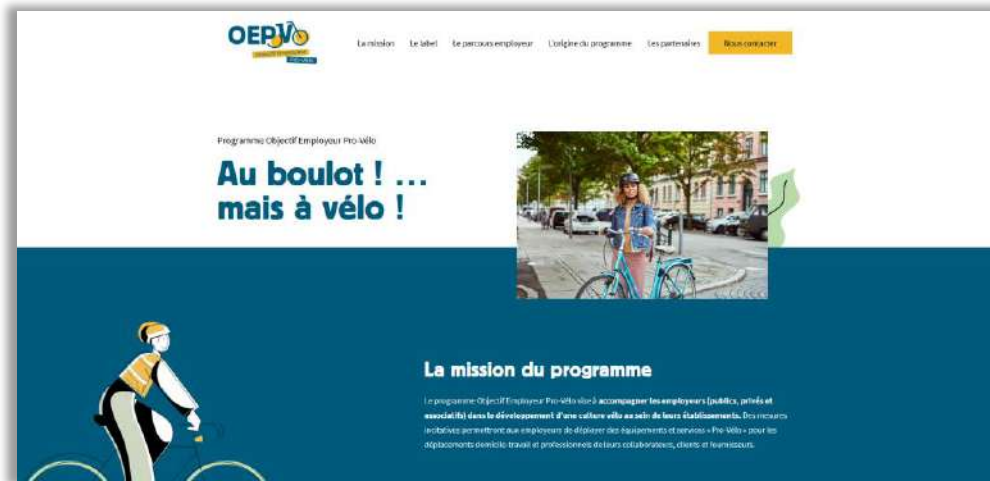 OEPVo
OBJECTIF EMPLOYEUR
PRO-VÉLO
La mission Le label Le parcours employeur L'origine du programme Les partenaires Nous contacter
Programme Objectif Employeur Pro-Vélo
Au boulot ! ...
mais à vélo !
La mission du programme
Le programme Objectif Employeur Pro-Vélo vise à accompagner les employeurs (publics, privés et
associatifs) dans le développement d'une culture vélo au sein de leurs établissements. Des mesures
incitatives permettront aux employeurs de déployer des équipements et services « Pro-Vélo » pour les
déplacements domicile-travail et professionnels de leurs collaborateurs, clients et fournisseurs.